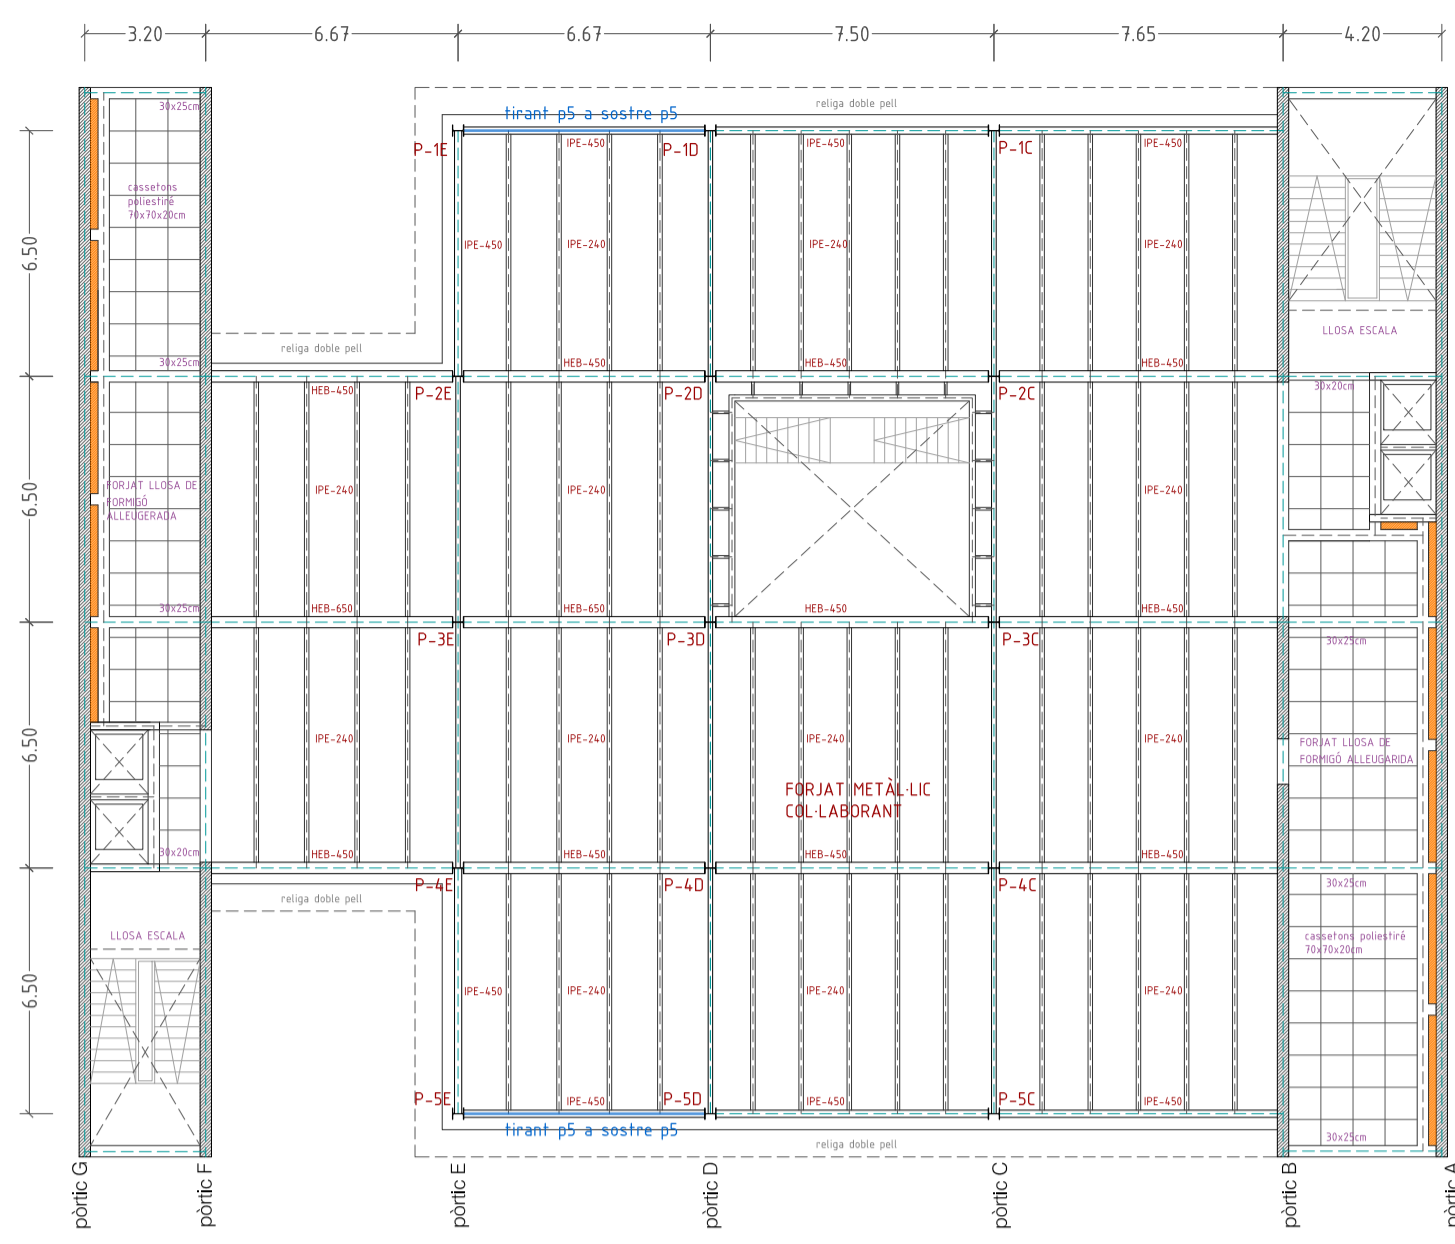 3.20 6.67 6.67 7.50 7.65 4.20
religa doble pell
30x25cm
tirant p5 a sostre p5
IPE-450 IPE-450 IPE-450
P-1E P-1D P-1C
cassetons
poliestiré
70x70x20cm
6.50
IPE-450 IPE-240 IPE-240 IPE-240
LLOSA ESCALA
religa doble pell
30x25cm HEB-450 HEB-450 HEB-450
HEB-450
P-2E P-2D P-2C
30x20cm
6.50
FORJAT LLOSA DE
FORMIGÓ
ALLEUGERADA
IPE-240 IPE-240 IPE-240
30x25cm HEB-650 HEB-650 HEB-450 HEB-450
P-3E P-3D P-3C
30x25cm
6.50
IPE-240 IPE-240 IPE-240 IPE-240
FORJAT LLOSA DE
FORMIGÓ ALLEUGARIDA
FORJAT METÀL·LIC
COL·LABORANT
30x20cm HEB-450 HEB-450 HEB-450 HEB-450
P-4E P-4D P-4C
30x25cm
religa doble pell
LLOSA ESCALA
cassetons poliestiré
70x70x20cm
6.50
IPE-450 IPE-240 IPE-240 IPE-240
P-5E P-5D P-5C
IPE-450 IPE-450 IPE-450
tirant p5 a sostre p5
30x25cm
religa doble pell
pòrtic G pòrtic F pòrtic E pòrtic D pòrtic C pòrtic B pòrtic A